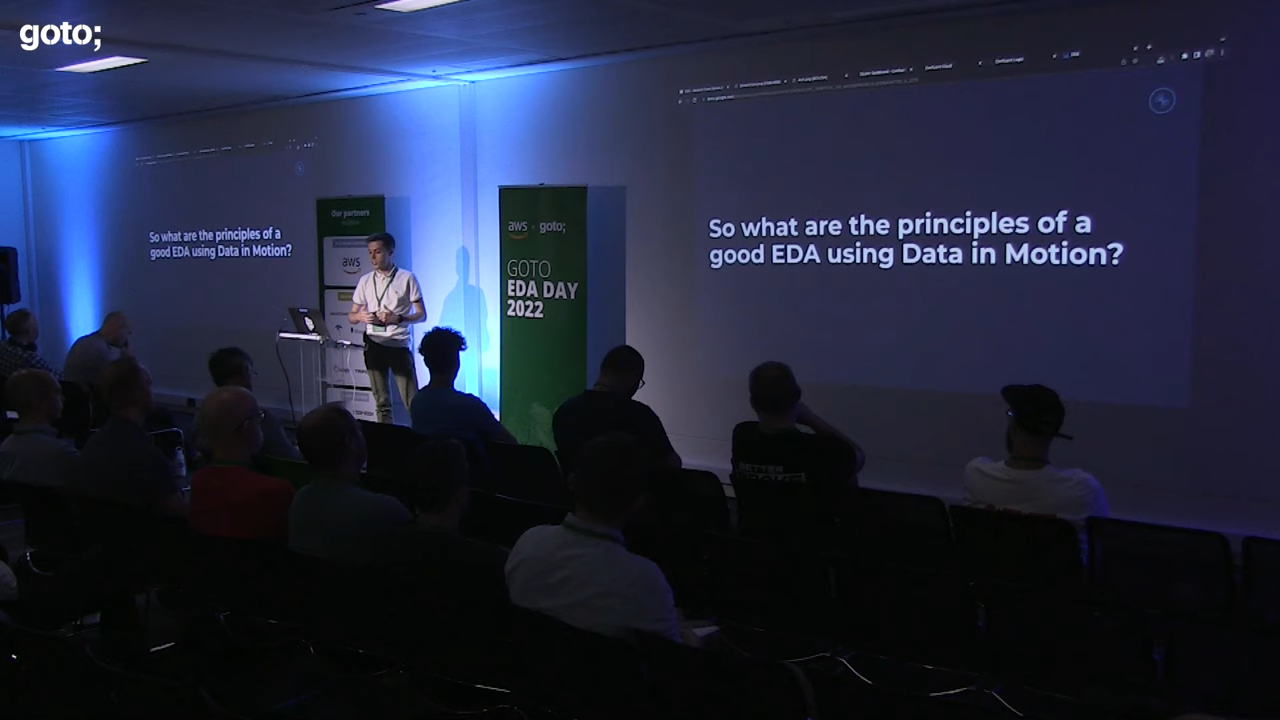 goto;
So what are the principles of a
good EDA using Data in Motion?
Our partners
aws
aws goto;
GOTO
EDA DAY
2022
So what are the principles of a
good EDA using Data in Motion?
BETTER